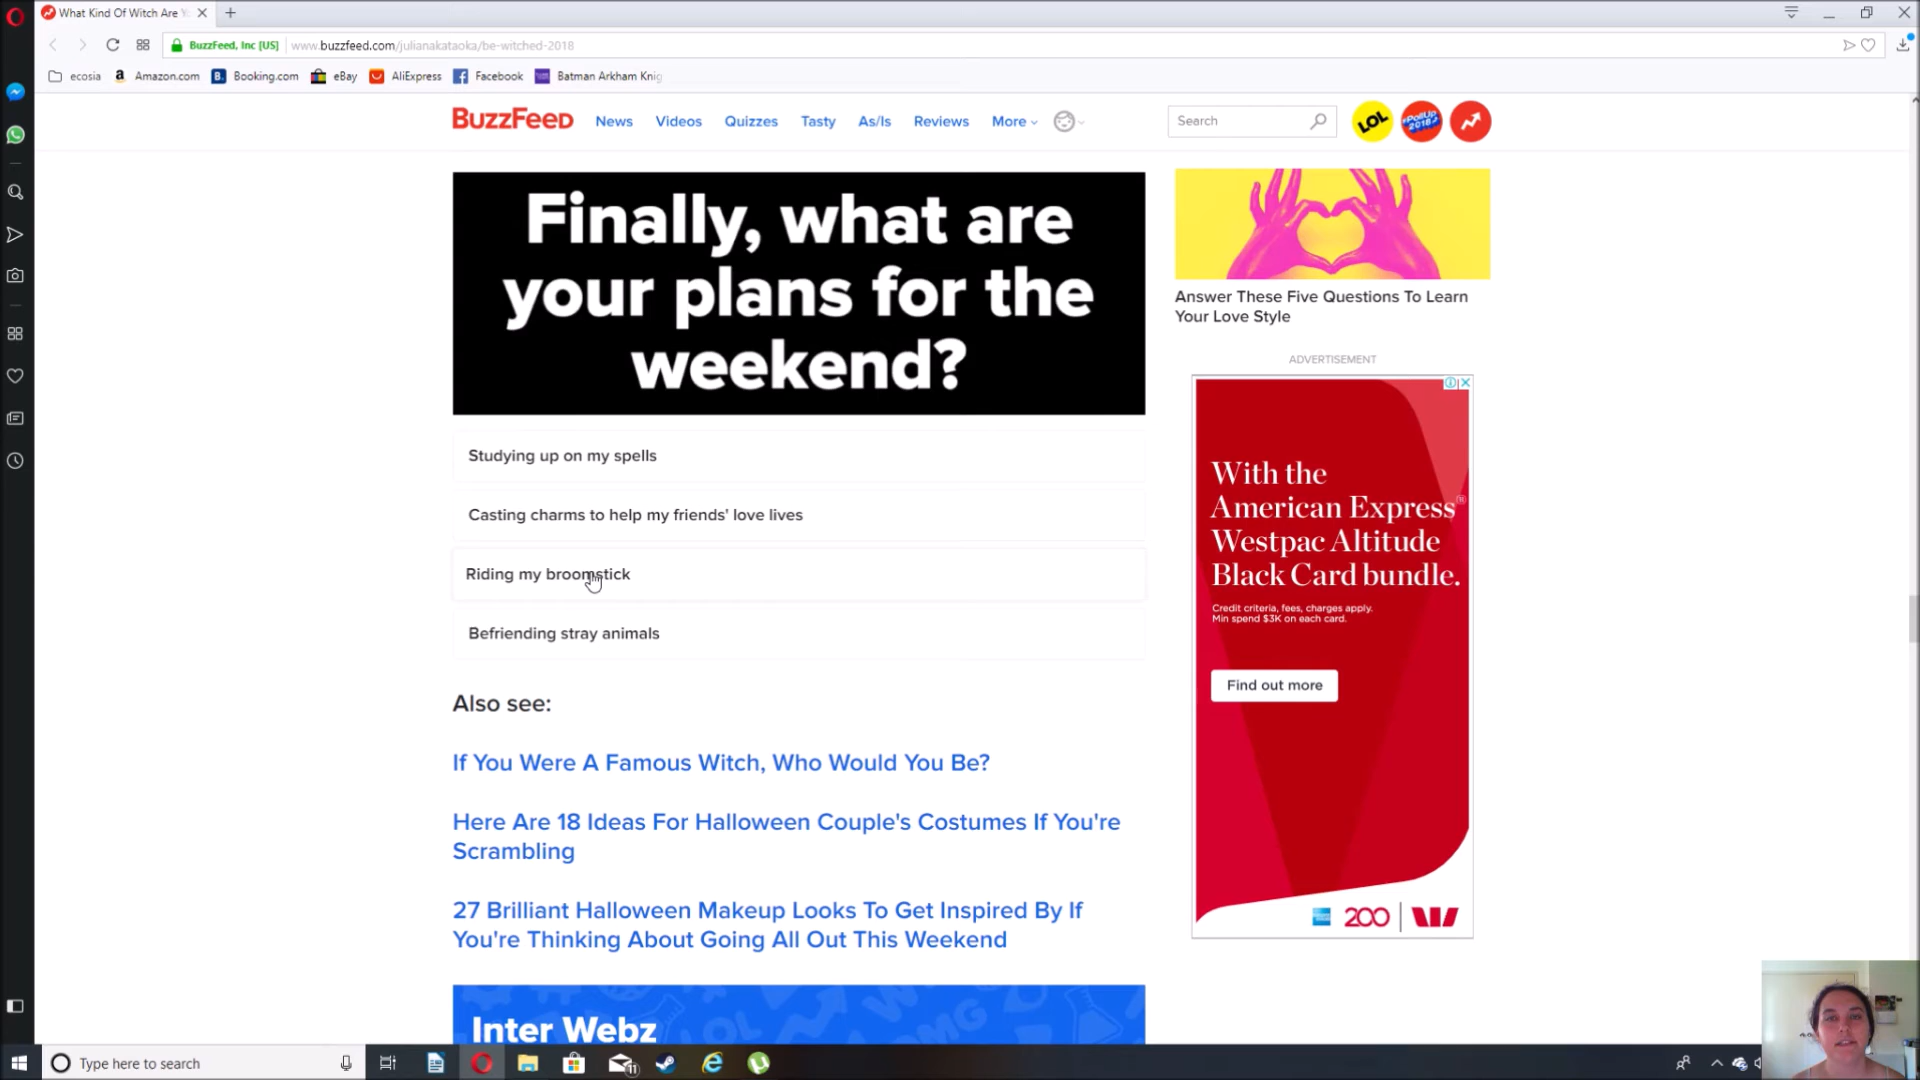 What Kind Of Witch Are Y
BuzzFeed, Inc [US]
www.buzzfeed.com/julianakataoka/be-witched-2018
ecosia
a Amazon.com
B. Booking.com
eBay
AliExpress
Facebook
Batman Arkham Knig
BuzzFeed
News
Videos
Quizzes
Tasty
As/Is
Reviews
More
Search
LOL
#PollUp 2018
Finally, what are
your plans for the
weekend?
Studying up on my spells
Casting charms to help my friends' love lives
Riding my broomstick
Befriending stray animals
Also see:
If You Were A Famous Witch, Who Would You Be?
Here Are 18 Ideas For Halloween Couple's Costumes If You're
Scrambling
27 Brilliant Halloween Makeup Looks To Get Inspired By If
You're Thinking About Going All Out This Weekend
Inter Webz
Answer These Five Questions To Learn
Your Love Style
ADVERTISEMENT
With the
American Express®
Westpac Altitude
Black Card bundle.
Credit criteria, fees, charges apply.
Min spend $3K on each card.
Find out more
200
Type here to search
11